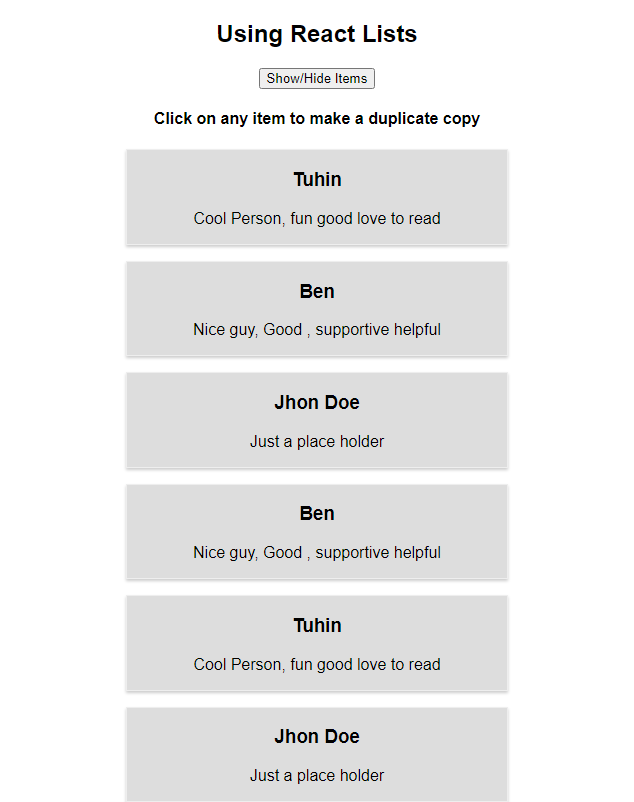 Using React Lists
Show/Hide Items
Click on any item to make a duplicate copy
Tuhin
Cool Person, fun good love to read
Ben
Nice guy, Good , supportive helpful
Jhon Doe
Just a place holder
Ben
Nice guy, Good , supportive helpful
Tuhin
Cool Person, fun good love to read
Jhon Doe
Just a place holder